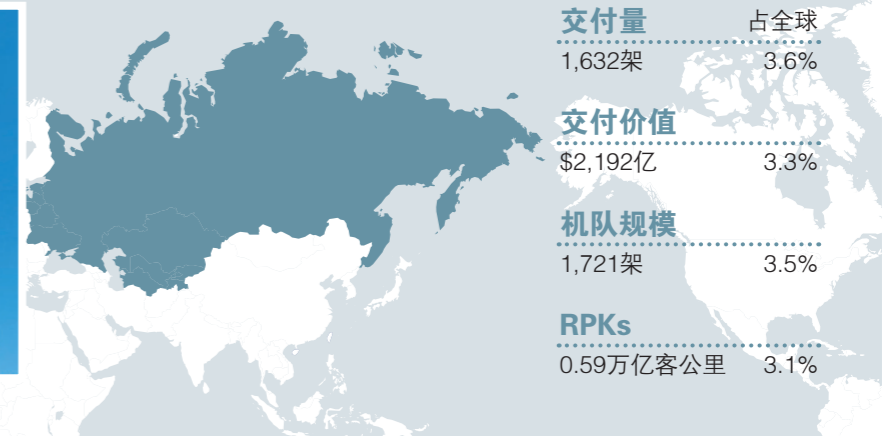 交付量 占全球
1,632架 3.6%
交付价值
$2,192亿 3.3%
机队规模
1,721架 3.5%
RPKs
0.59万亿客公里 3.1%